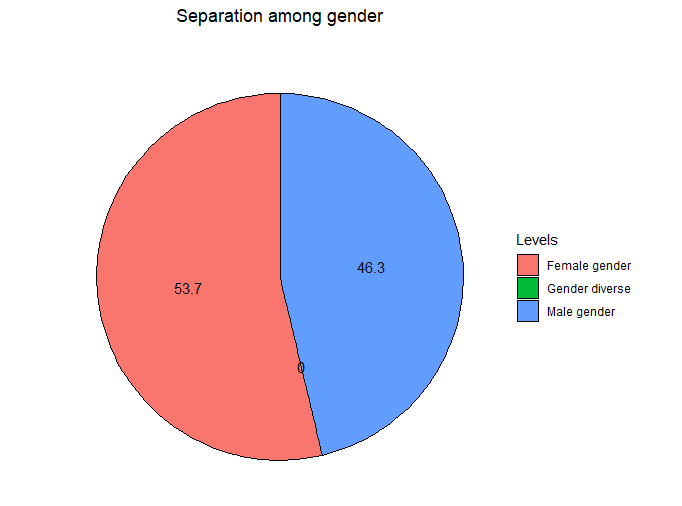 Separation among gender
46.3
53.7
0
Levels
Female gender
Gender diverse
Male gender